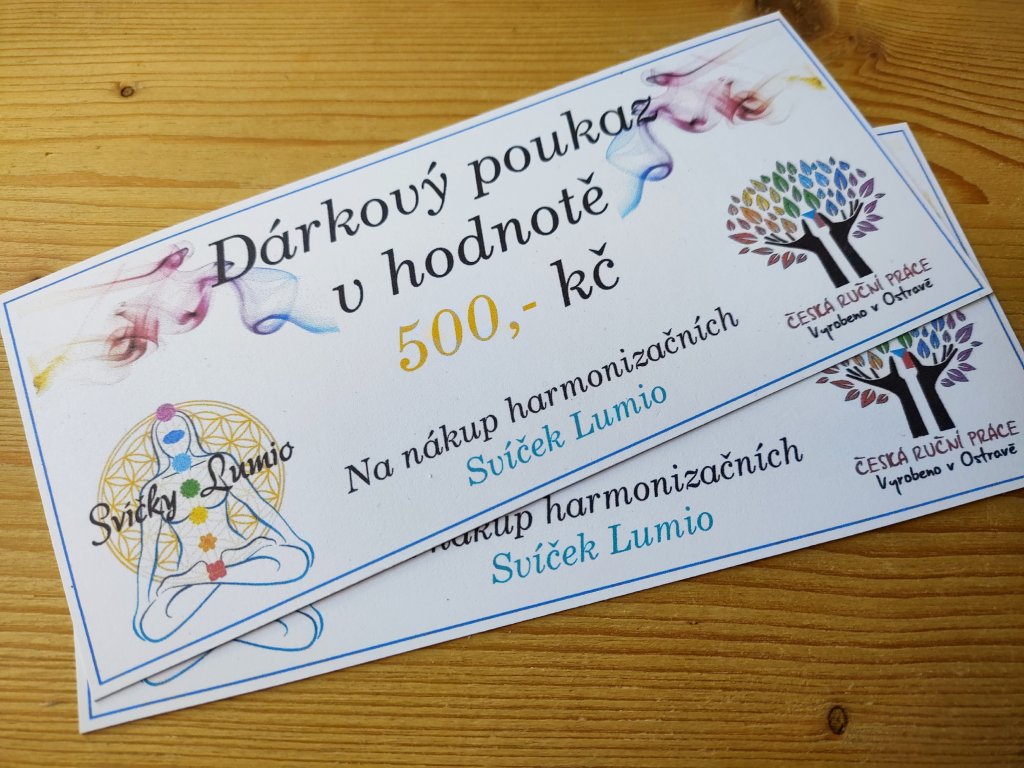 Dárkový poukaz
v hodnotě
500,- kč
Na nákup harmonizačních
Svíček Lumio
Svíčky Lumio
ČESKÁ RUČNÍ PRÁCE
Vyrobeno v Ostravě
nákup harmonizačních
Svíček Lumio
ČESKÁ RUČNÍ PRÁCE
Vyrobeno v Ostravě